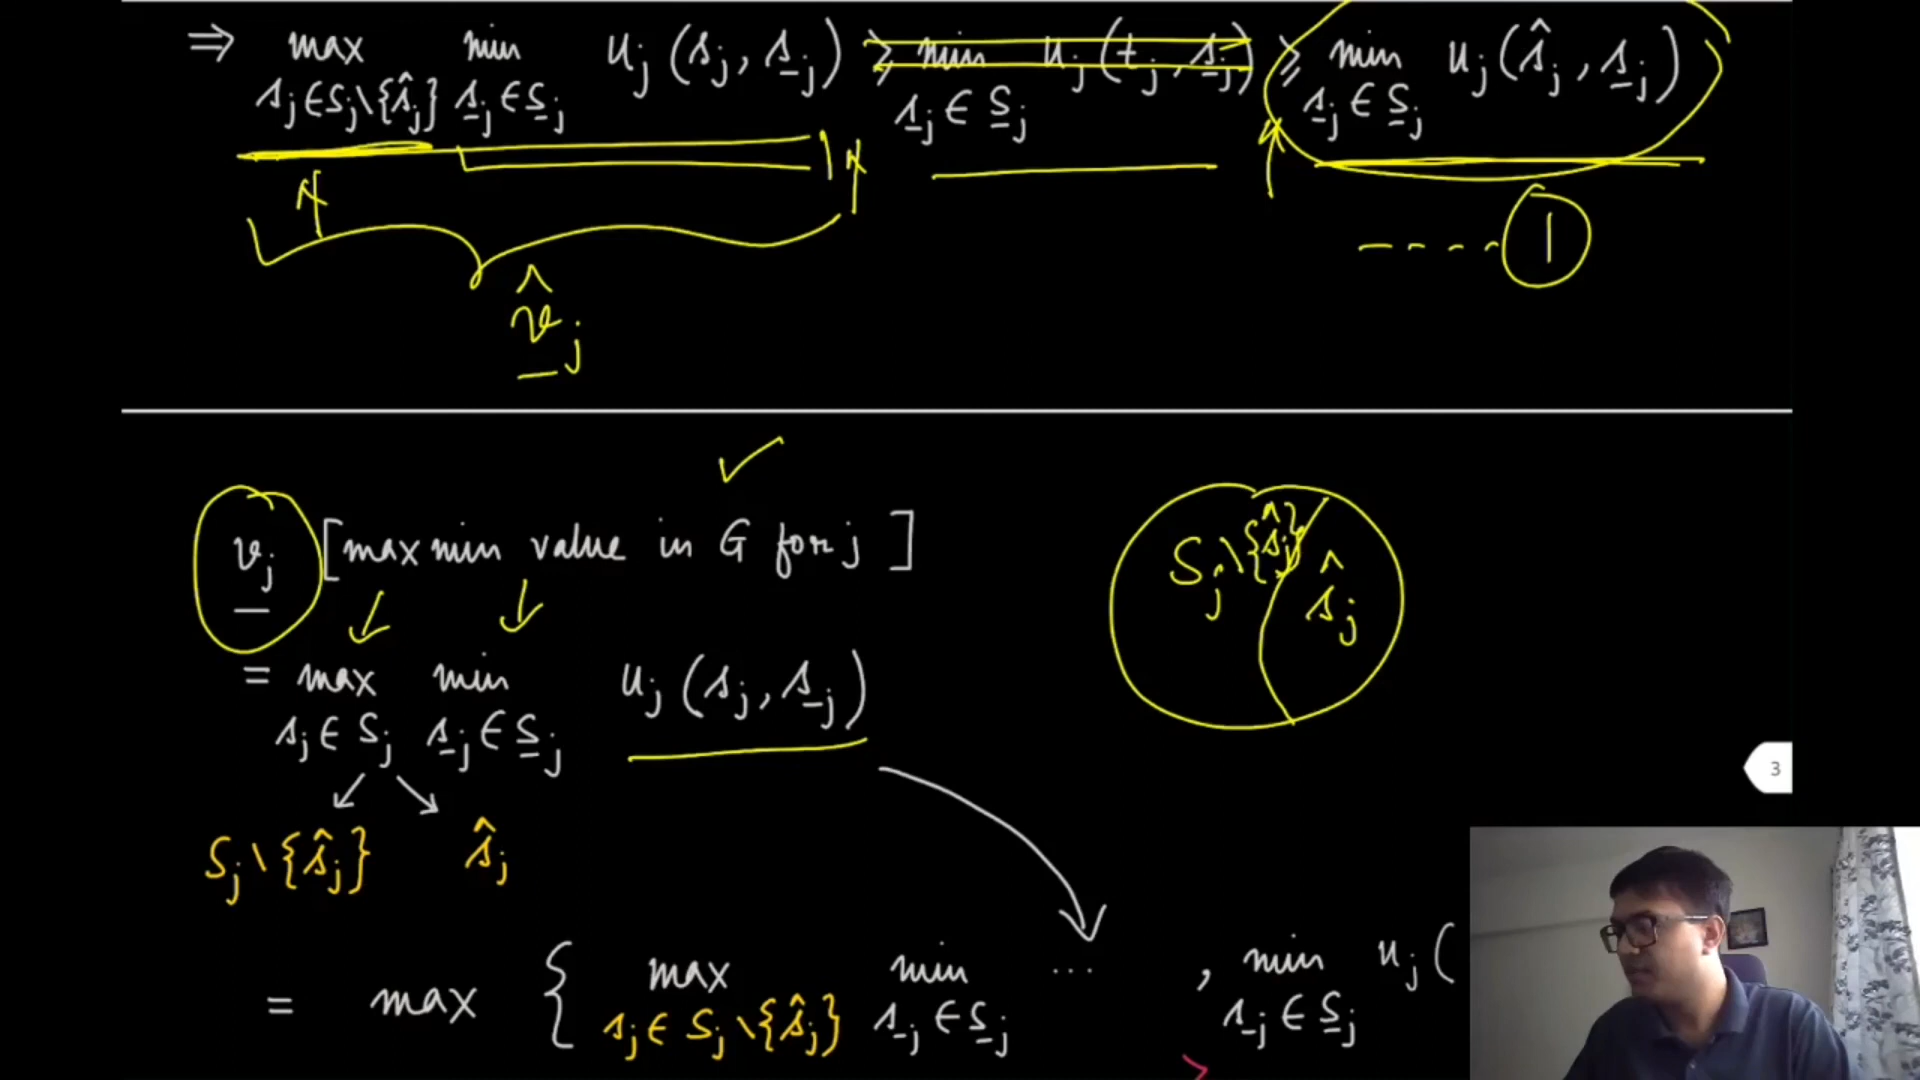 ⇒ max min u_j (s_j, s_{-j}) ≥ min u_j (t_j, s_{-j}) ≥ min u_j (ŝ_j, s_{-j})
s_j ∈ S_j \ {ŝ_j} s_{-j} ∈ S_{-j} s_{-j} ∈ S_{-j} s_{-j} ∈ S_{-j}
---- 1
v̲̂_j
v̲_j [max min value in G for j ]
S_j \ {ŝ_j} ŝ_j
= max min u_j (s_j, s_{-j})
s_j ∈ S_j s_{-j} ∈ S_{-j}
3
S_j \ {ŝ_j} ŝ_j
= max { max min ... , min u_j (
s_j ∈ S_j \ {ŝ_j} s_{-j} ∈ S_{-j} s_{-j} ∈ S_{-j}